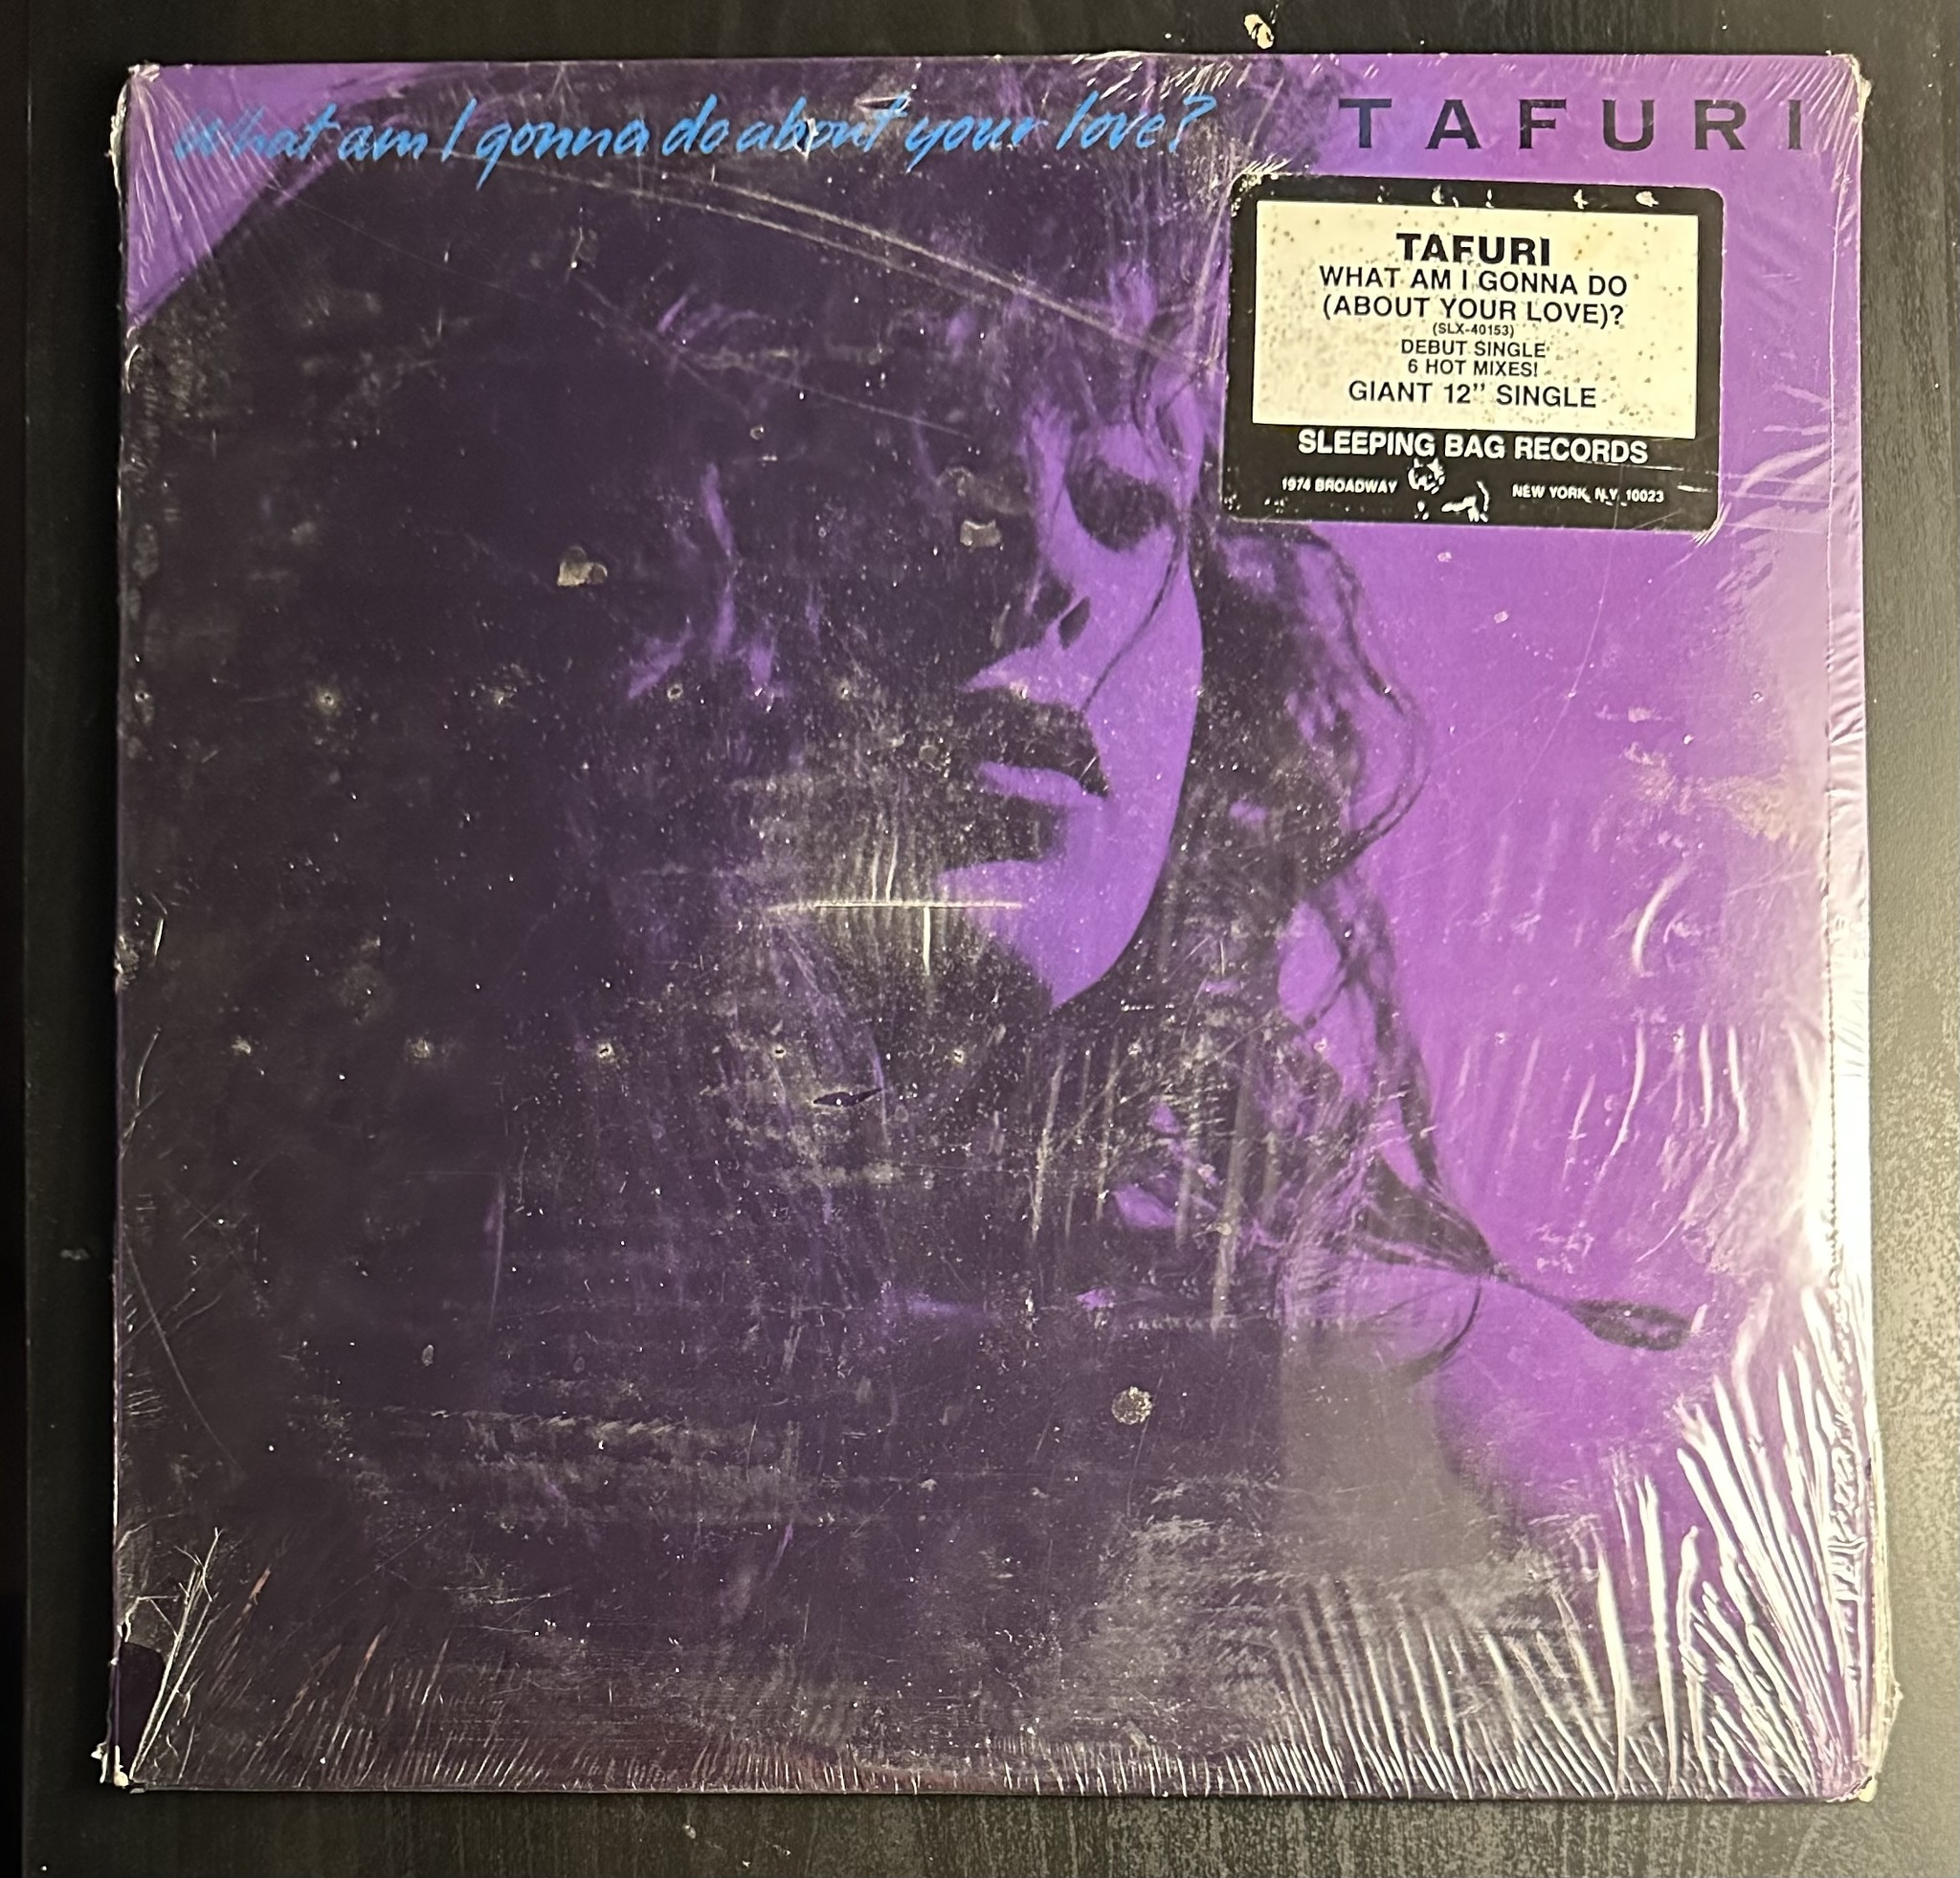 What am I gonna do about your love?
TAFURI
TAFURI
WHAT AM I GONNA DO
(ABOUT YOUR LOVE)?
(SLX-40153)
DEBUT SINGLE
6 HOT MIXES!
GIANT 12” SINGLE
SLEEPING BAG RECORDS
1974 BROADWAY NEW YORK, N.Y. 10023